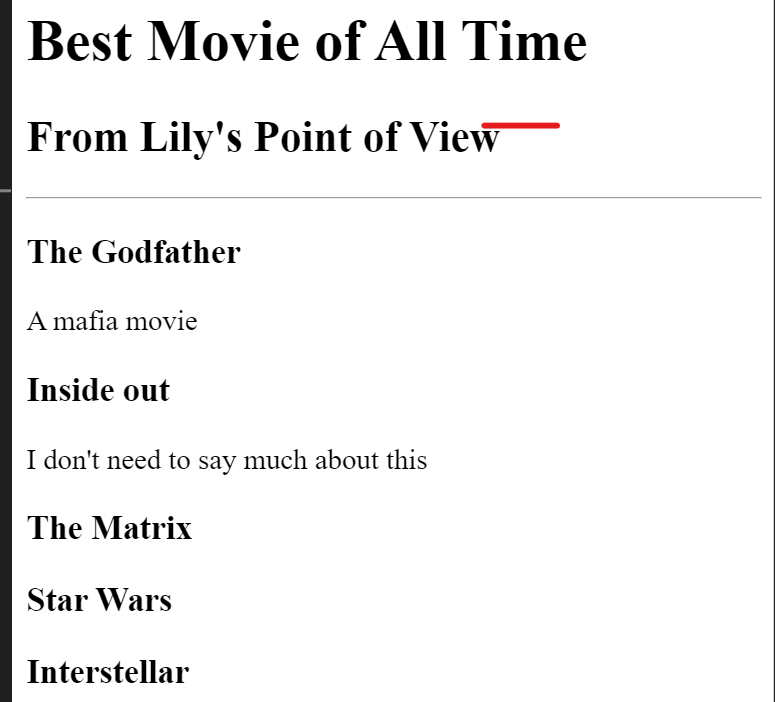 Best Movie of All Time
From Lily's Point of View
The Godfather
A mafia movie
Inside out
I don't need to say much about this
The Matrix
Star Wars
Interstellar